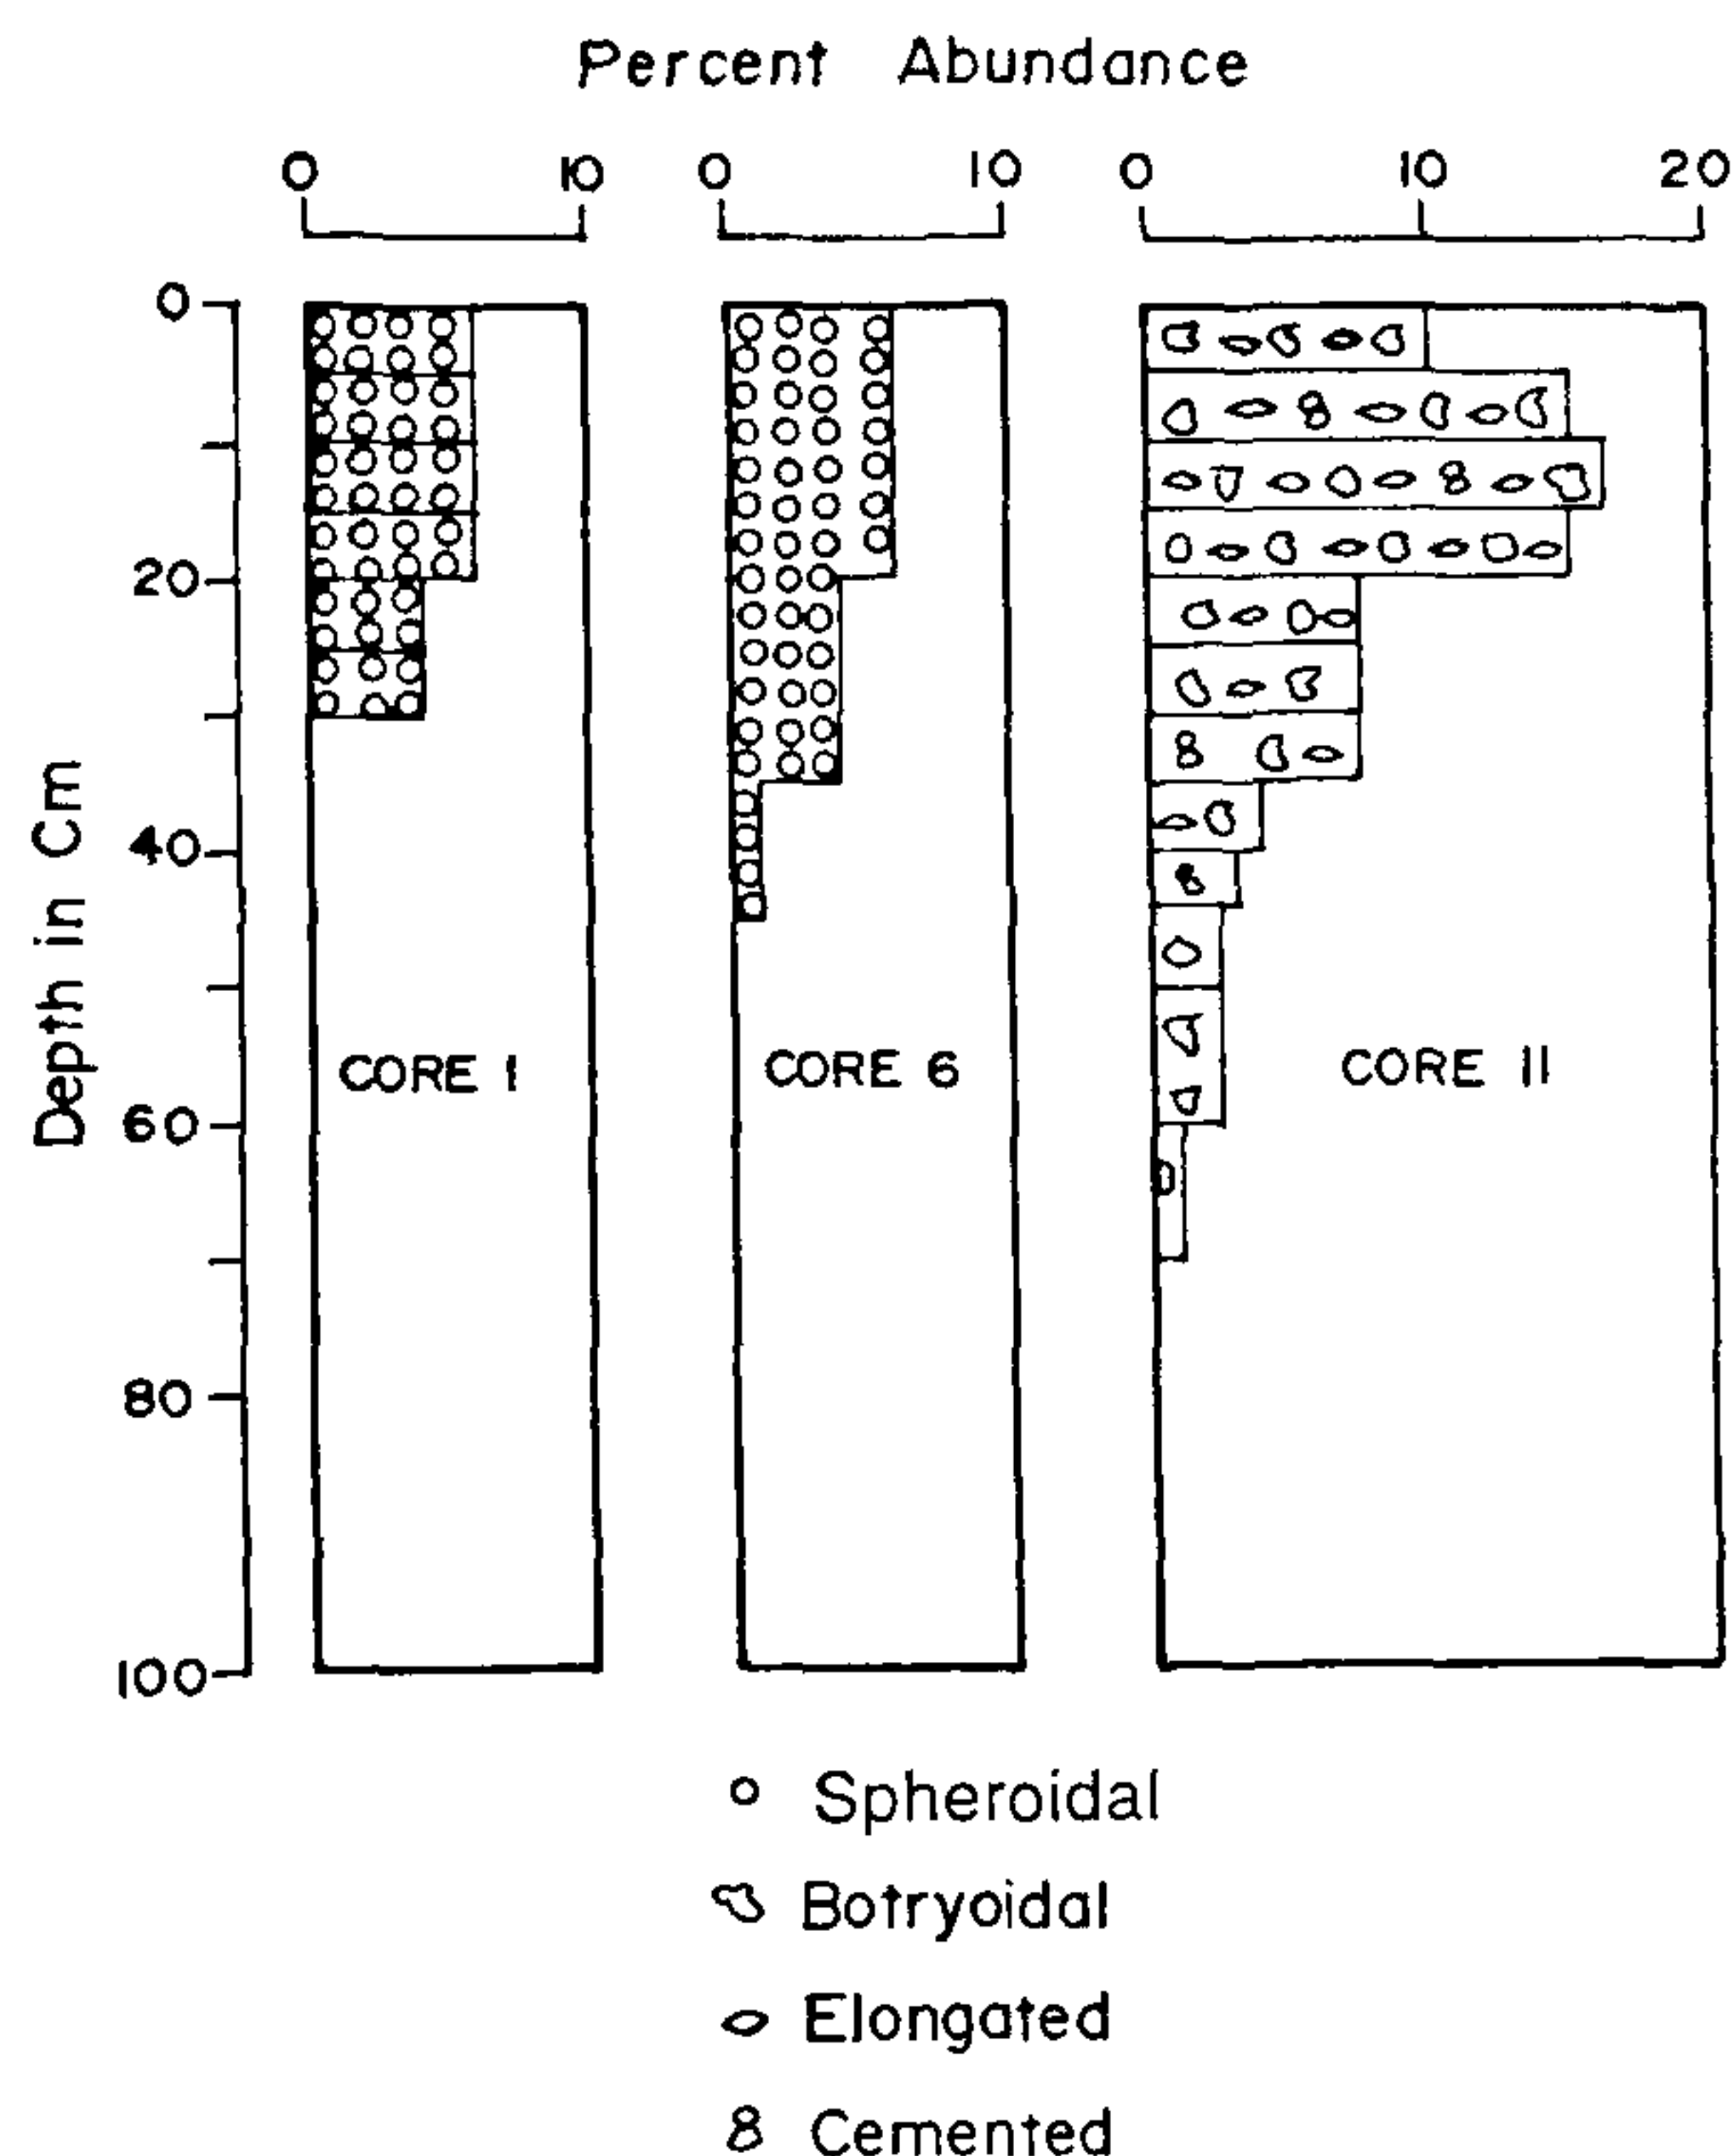 Percent Abundance
0 10 0 10 0 10 20
0
20
40
60
80
100
Depth in Cm
CORE 1
CORE 6
CORE 11
Spheroidal
Botryoidal
Elongated
Cemented